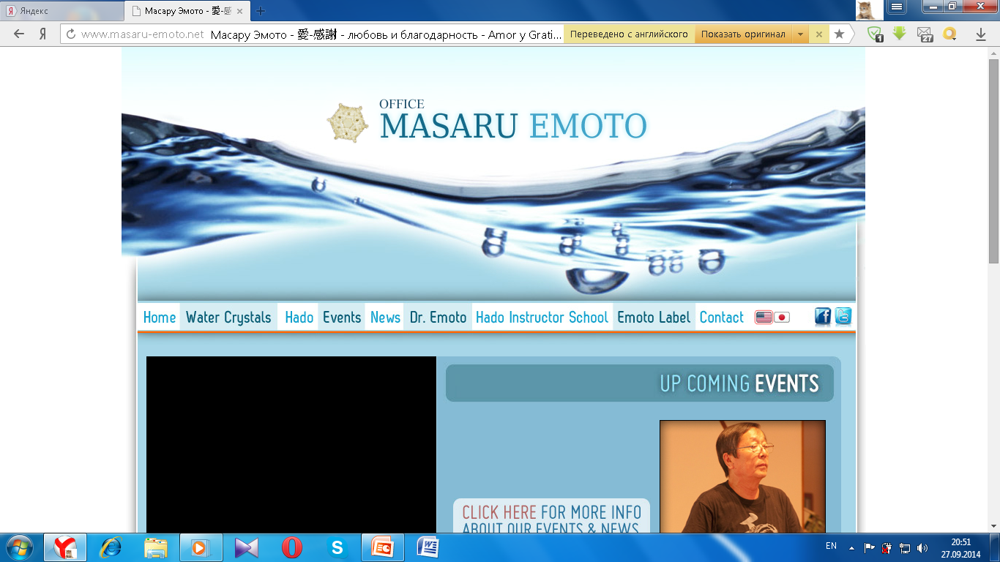 Яндекс
Масару Эмото - 愛-感
www.masaru-emoto.net Масару Эмото - 愛-感謝 - любовь и благодарность - Amor y Grati... Переведено с английского Показать оригинал
1
27
OFFICE
MASARU EMOTO
Home Water Crystals Hado Events News Dr. Emoto Hado Instructor School Emoto Label Contact
UP COMING EVENTS
CLICK HERE FOR MORE INFO
ABOUT OUR EVENTS & NEWS
EN
20:51
27.09.2014